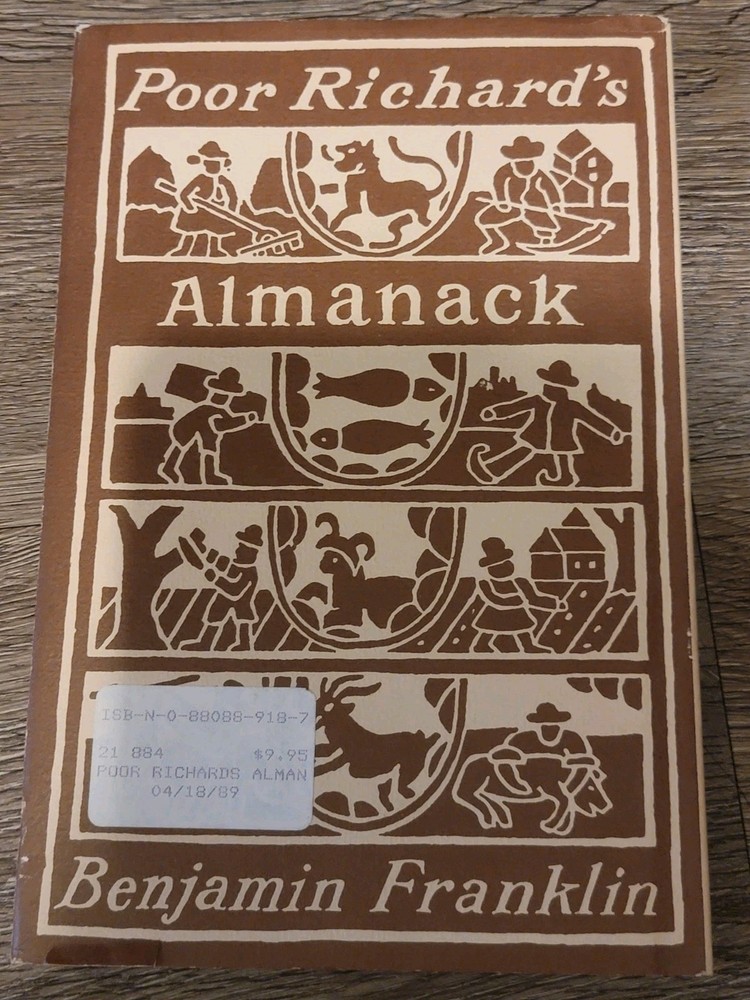 Poor Richard's
Almanack
ISB-N-0-88088-918-7
21 884 $9.95
POOR RICHARDS ALMAN
04/18/89
Benjamin Franklin